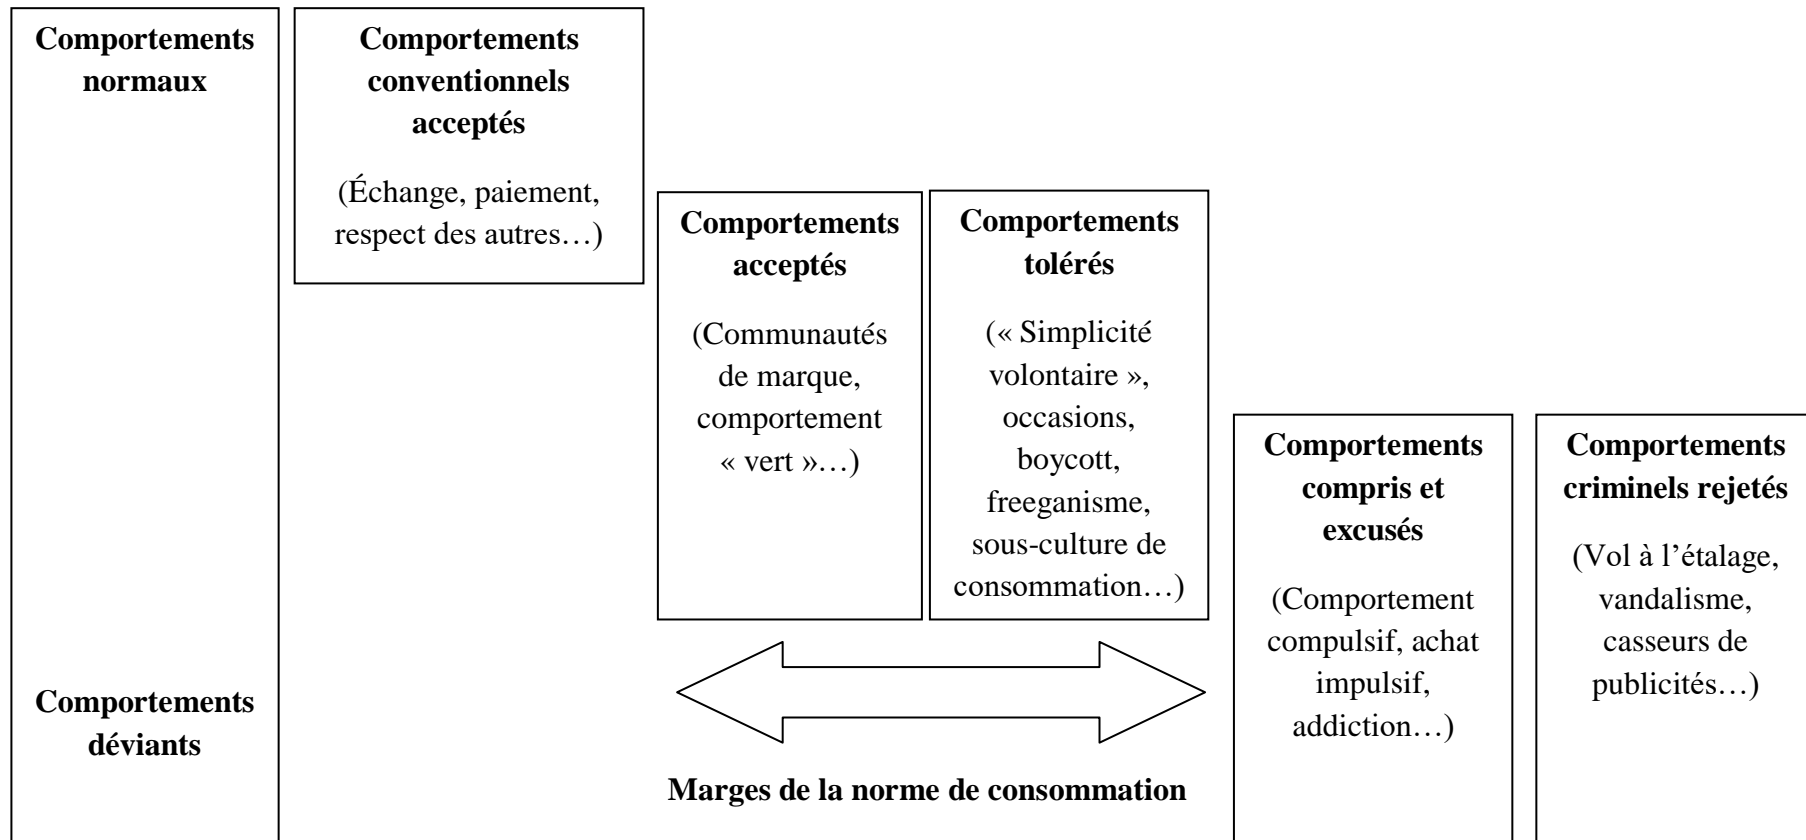 Comportements
normaux
Comportements
déviants
Comportements
conventionnels
acceptés
(Échange, paiement,
respect des autres…)
Comportements
acceptés
(Communautés
de marque,
comportement
« vert »…)
Comportements
tolérés
(« Simplicité
volontaire »,
occasions,
boycott,
freeganisme,
sous-culture de
consommation…)
Marges de la norme de consommation
Comportements
compris et
excusés
(Comportement
compulsif, achat
impulsif,
addiction…)
Comportements
criminels rejetés
(Vol à l’étalage,
vandalisme,
casseurs de
publicités…)